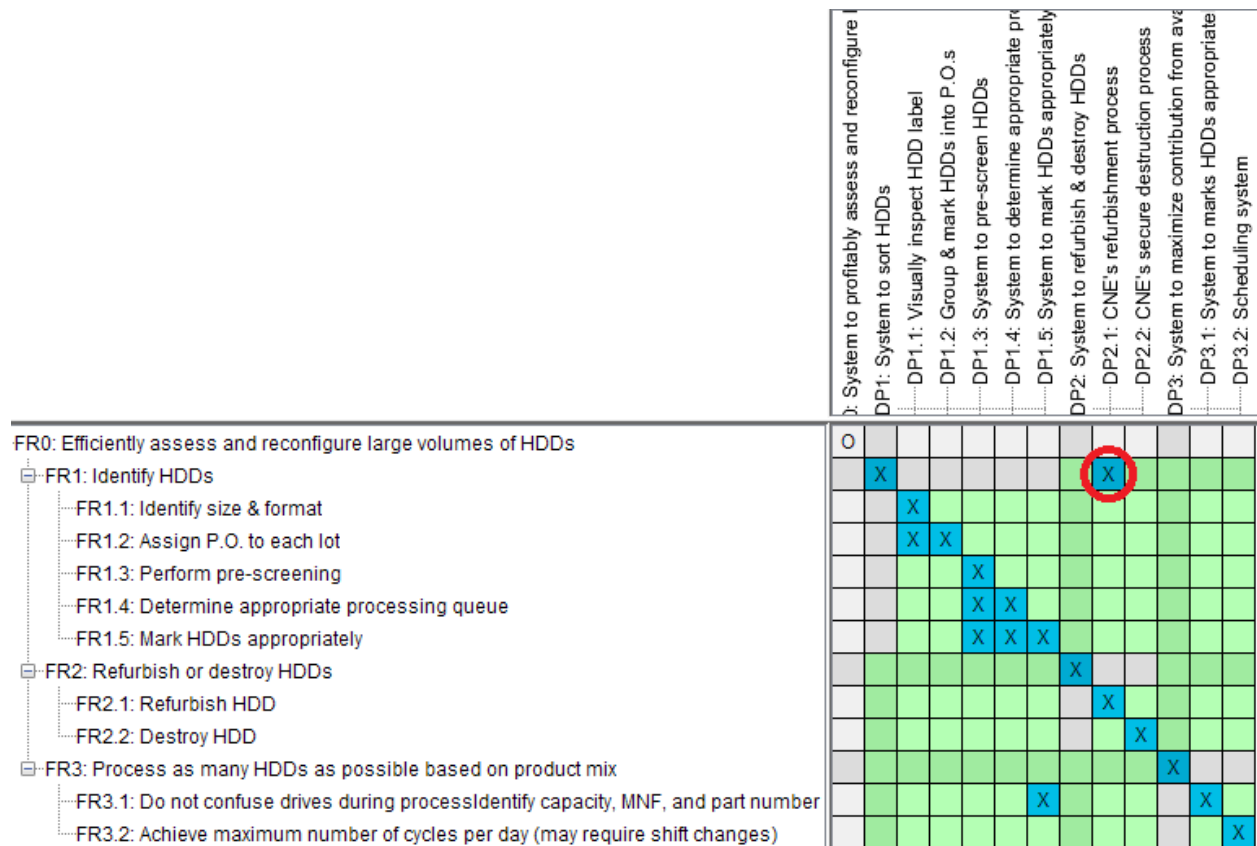 ): System to profitably assess and reconfigure l
DP1: System to sort HDDs
DP1.1: Visually inspect HDD label
DP1.2: Group & mark HDDs into P.O.s
DP1.3: System to pre-screen HDDs
DP1.4: System to determine appropriate pro
DP1.5: System to mark HDDs appropriately
DP2: System to refurbish & destroy HDDs
DP2.1: CNE's refurbishment process
DP2.2: CNE's secure destruction process
DP3: System to maximize contribution from ava
DP3.1: System to marks HDDs appropriate
DP3.2: Scheduling system
FR0: Efficiently assess and reconfigure large volumes of HDDs O
FR1: Identify HDDs X X
FR1.1: Identify size & format X
FR1.2: Assign P.O. to each lot X X
FR1.3: Perform pre-screening X
FR1.4: Determine appropriate processing queue X X
FR1.5: Mark HDDs appropriately X X X
FR2: Refurbish or destroy HDDs X
FR2.1: Refurbish HDD X
FR2.2: Destroy HDD X
FR3: Process as many HDDs as possible based on product mix X
FR3.1: Do not confuse drives during processIdentify capacity, MNF, and part number X X
FR3.2: Achieve maximum number of cycles per day (may require shift changes) X